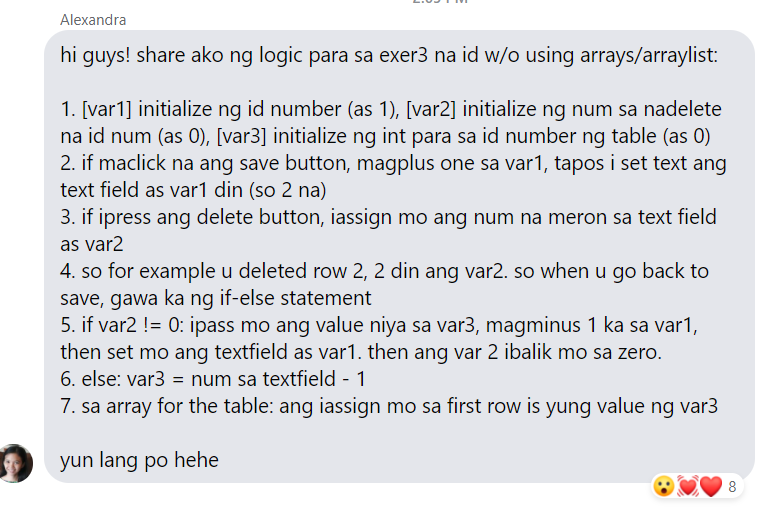 Alexandra
hi guys! share ako ng logic para sa exer3 na id w/o using arrays/arraylist:
1. [var1] initialize ng id number (as 1), [var2] initialize ng num sa nadelete
na id num (as 0), [var3] initialize ng int para sa id number ng table (as 0)
2. if maclick na ang save button, magplus one sa var1, tapos i set text ang
text field as var1 din (so 2 na)
3. if ipress ang delete button, iassign mo ang num na meron sa text field
as var2
4. so for example u deleted row 2, 2 din ang var2. so when u go back to
save, gawa ka ng if-else statement
5. if var2 != 0: ipass mo ang value niya sa var3, magminus 1 ka sa var1,
then set mo ang textfield as var1. then ang var 2 ibalik mo sa zero.
6. else: var3 = num sa textfield - 1
7. sa array for the table: ang iassign mo sa first row is yung value ng var3
yun lang po hehe
8